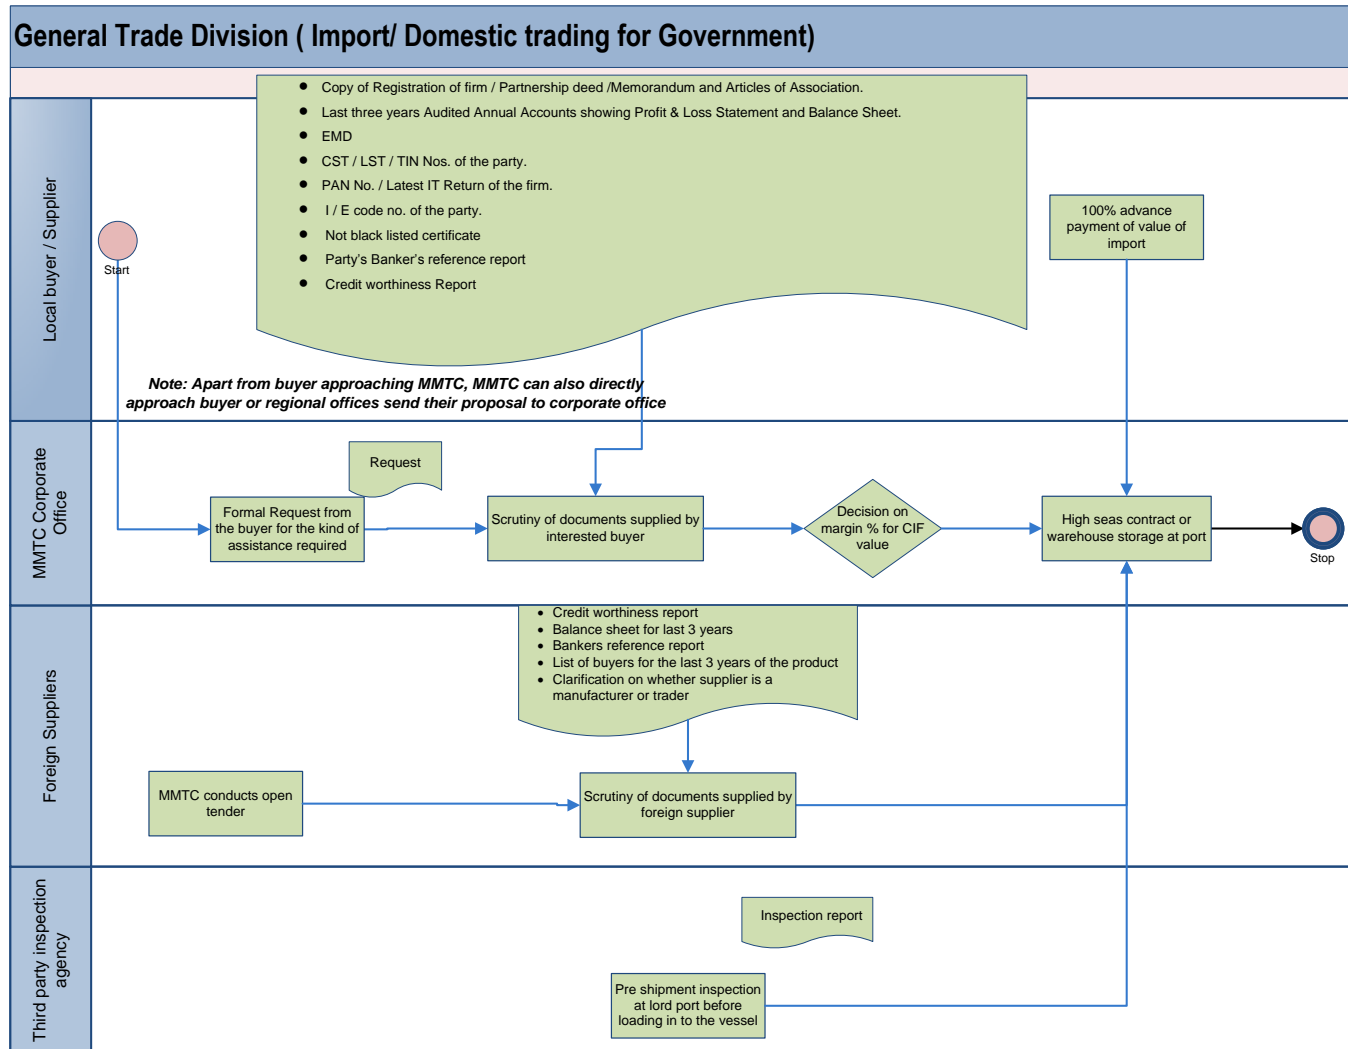 General Trade Division ( Import/ Domestic trading for Government)
Local buyer / Supplier
Start
● Copy of Registration of firm / Partnership deed /Memorandum and Articles of Association.
● Last three years Audited Annual Accounts showing Profit & Loss Statement and Balance Sheet.
● EMD
● CST / LST / TIN Nos. of the party.
● PAN No. / Latest IT Return of the firm.
● I / E code no. of the party.
● Not black listed certificate
● Party's Banker's reference report
● Credit worthiness Report
100% advance
payment of value of
import
Note: Apart from buyer approaching MMTC, MMTC can also directly
approach buyer or regional offices send their proposal to corporate office
MMTC Corporate
Office
Request
Formal Request from
the buyer for the kind of
assistance required
Scrutiny of documents supplied by
interested buyer
Decision on
margin % for CIF
value
High seas contract or
warehouse storage at port
Stop
Foreign Suppliers
● Credit worthiness report
● Balance sheet for last 3 years
● Bankers reference report
● List of buyers for the last 3 years of the product
● Clarification on whether supplier is a
manufacturer or trader
MMTC conducts open
tender
Scrutiny of documents supplied by
foreign supplier
Third party inspection
agency
Inspection report
Pre shipment inspection
at lord port before
loading in to the vessel